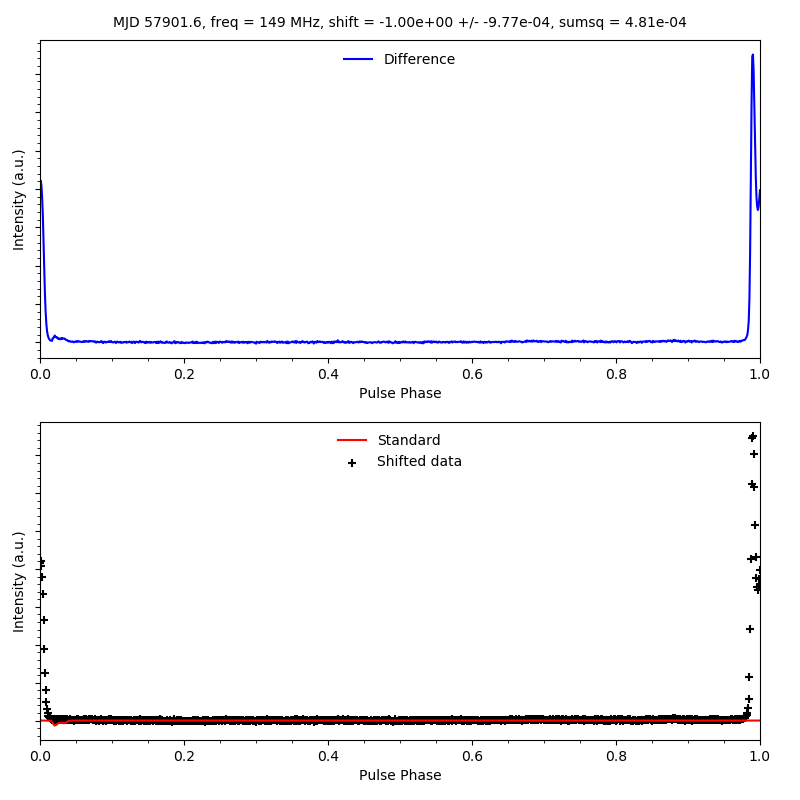 MJD 57901.6, freq = 149 MHz, shift = -1.00e+00 +/- -9.77e-04, sumsq = 4.81e-04
Difference
Intensity (a.u.)
0.0 0.2 0.4 0.6 0.8 1.0
Pulse Phase
Standard
Shifted data
Intensity (a.u.)
0.0 0.2 0.4 0.6 0.8 1.0
Pulse Phase